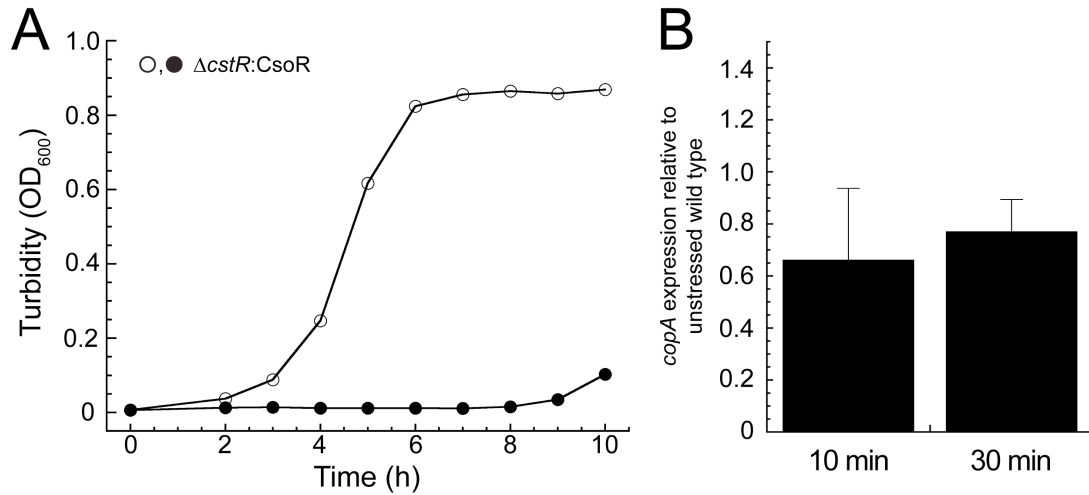 A
1.0
0.8
0.6
0.4
0.2
0
Turbidity (OD600)
○,● ΔcstR:CsoR
0 2 4 6 8 10
Time (h)
B
1.4
1.2
1.0
0.8
0.6
0.4
0.2
0
copA expression relative to
unstressed wild type
10 min 30 min